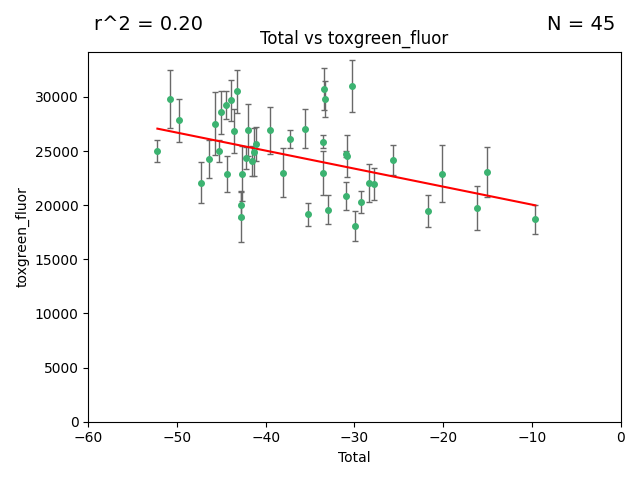 r^2 = 0.20
N = 45
Total vs toxgreen_fluor
30000
25000
20000
15000
10000
5000
0
toxgreen_fluor
−60
−50
−40
−30
−20
−10
0
Total